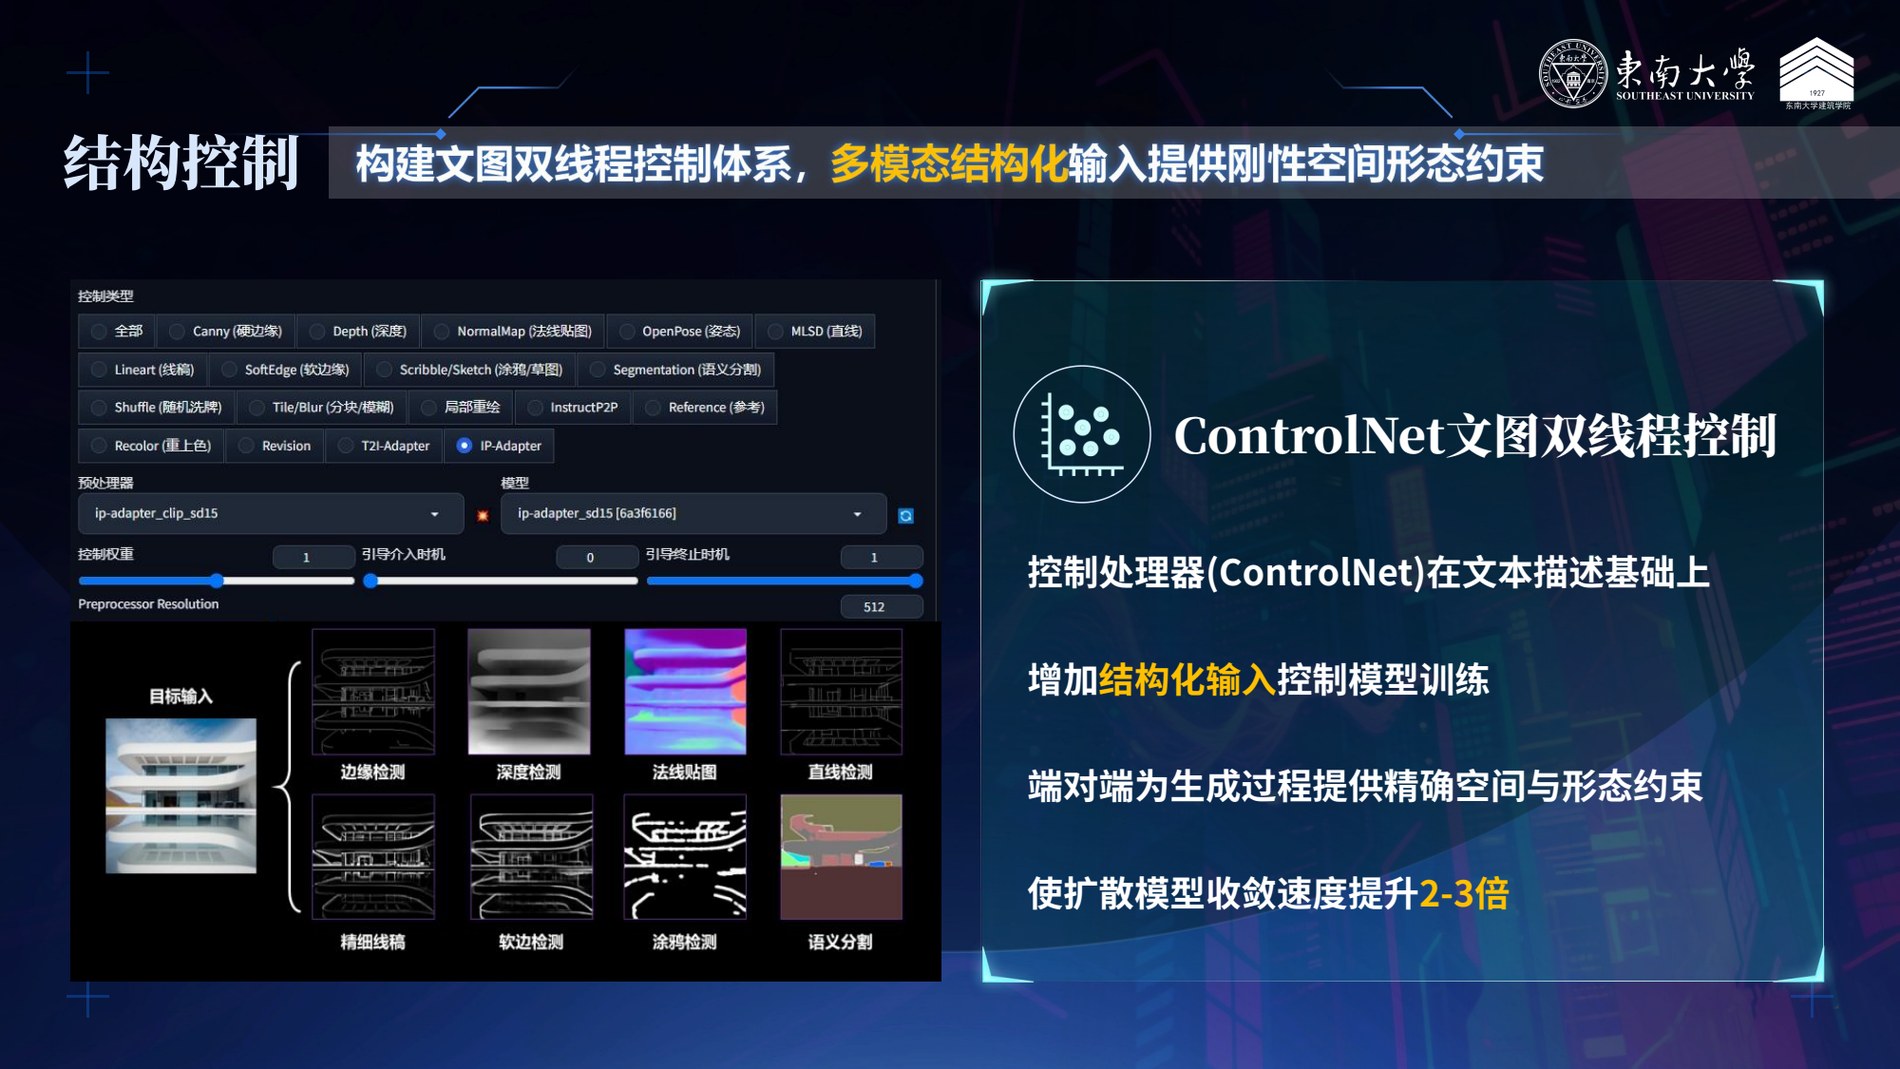 東南大學
SOUTHEAST UNIVERSITY
1927
东南大学建筑学院
结构控制
构建文图双线程控制体系，多模态结构化输入提供刚性空间形态约束
控制类型
全部 Canny (硬边缘) Depth (深度) NormalMap (法线贴图) OpenPose (姿态) MLSD (直线)
Lineart (线稿) SoftEdge (软边缘) Scribble/Sketch (涂鸦/草图) Segmentation (语义分割)
Shuffle (随机洗牌) Tile/Blur (分块/模糊) 局部重绘 InstructP2P Reference (参考)
Recolor (重上色) Revision T2I-Adapter IP-Adapter
预处理器 模型
ip-adapter_clip_sd15 ip-adapter_sd15 [6a3f6166]
控制权重 1 引导介入时机 0 引导终止时机 1
Preprocessor Resolution 512
目标输入
边缘检测 深度检测 法线贴图 直线检测
精细线稿 软边检测 涂鸦检测 语义分割
ControlNet文图双线程控制
控制处理器(ControlNet)在文本描述基础上
增加结构化输入控制模型训练
端对端为生成过程提供精确空间与形态约束
使扩散模型收敛速度提升2-3倍